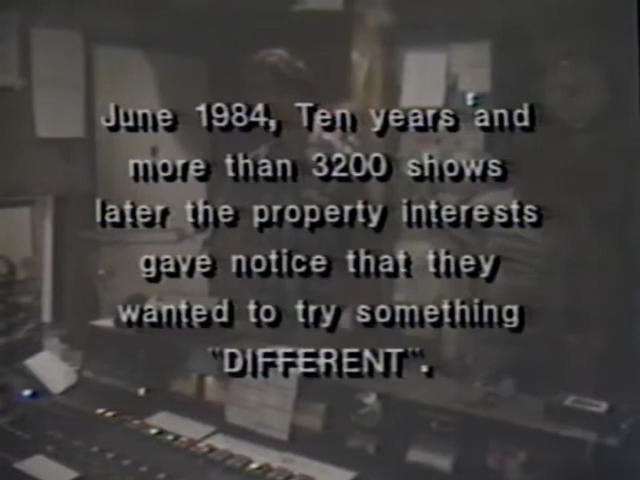 June 1984, Ten years and
more than 3200 shows
later the property interests
gave notice that they
wanted to try something
"DIFFERENT".